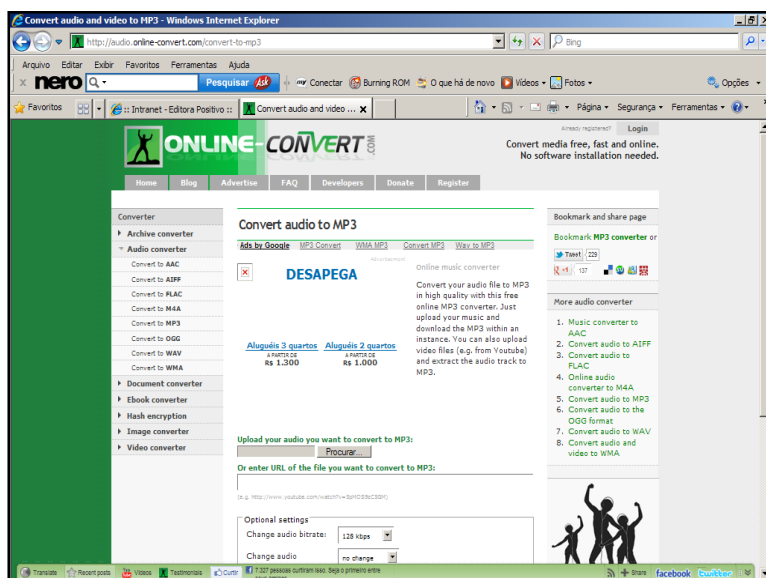 Convert audio and video to MP3 - Windows Internet Explorer
http://audio.online-convert.com/convert-to-mp3
Bing
Arquivo Editar Exibir Favoritos Ferramentas Ajuda
nero Pesquisar Ask my Conectar Burning ROM O que há de novo Vídeos Fotos Opções
Favoritos :: Intranet - Editora Positivo :: Convert audio and video ... Página Segurança Ferramentas
ONLINE-CONVERT.COM
Already registered? Login
Convert media free, fast and online.
No software installation needed.
Home Blog Advertise FAQ Developers Donate Register
Converter
Archive converter
Audio converter
Convert to AAC
Convert to AIFF
Convert to FLAC
Convert to M4A
Convert to MP3
Convert to OGG
Convert to WAV
Convert to WMA
Document converter
Ebook converter
Hash encryption
Image converter
Video converter
Convert audio to MP3
Ads by Google MP3 Convert WMA MP3 Convert MP3 Wav to MP3
Advertisement
DESAPEGA
Aluguéis 3 quartos Aluguéis 2 quartos
A PARTIR DE A PARTIR DE
R$ 1.300 R$ 1.000
Online music converter
Convert your audio file to MP3
in high quality with this free
online MP3 converter. Just
upload your music and
download the MP3 within an
instance. You can also upload
video files (e.g. from Youtube)
and extract the audio track to
MP3.
Upload your audio you want to convert to MP3:
Procurar...
Or enter URL of the file you want to convert to MP3:
Optional settings
Change audio bitrate: 128 kbps
Change audio no change
Bookmark and share page
Bookmark MP3 converter or
Tweet 229
+1 137
More audio converter
1. Music converter to
AAC
2. Convert audio to AIFF
3. Convert audio to
FLAC
4. Online audio
converter to M4A
5. Convert audio to MP3
6. Convert audio to the
OGG format
7. Convert audio to WAV
8. Convert audio and
video to WMA
Translate Recent posts Videos Testimonials Curtir 7.327 pessoas curtiram isso. Seja o primeiro entre
Share facebook twitter